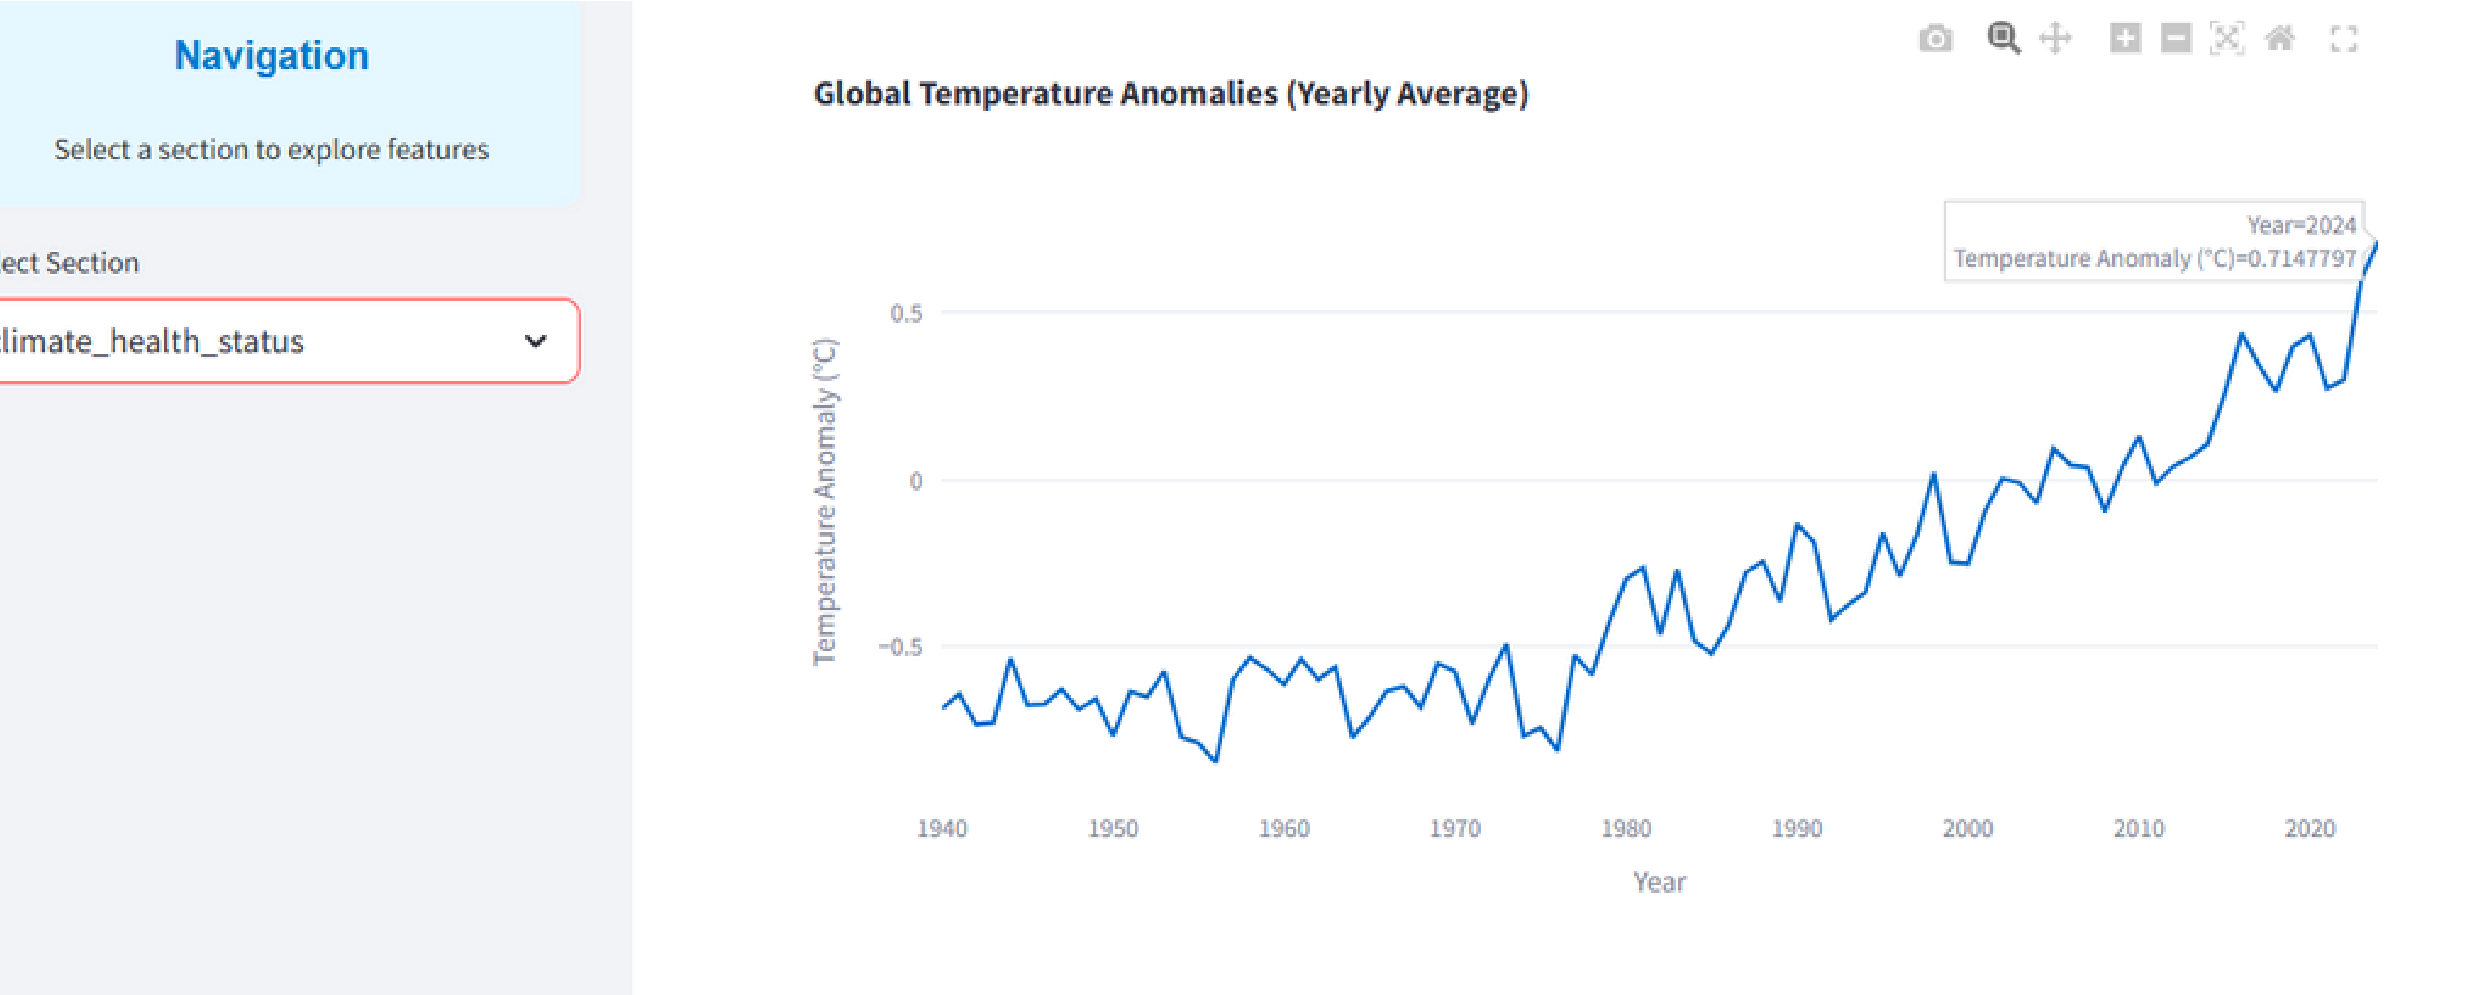 Navigation
Select a section to explore features
lect Section
limate_health_status
Global Temperature Anomalies (Yearly Average)
Year=2024
Temperature Anomaly (°C)=0.7147797
Temperature Anomaly (°C)
0.5
0
−0.5
1940 1950 1960 1970 1980 1990 2000 2010 2020
Year